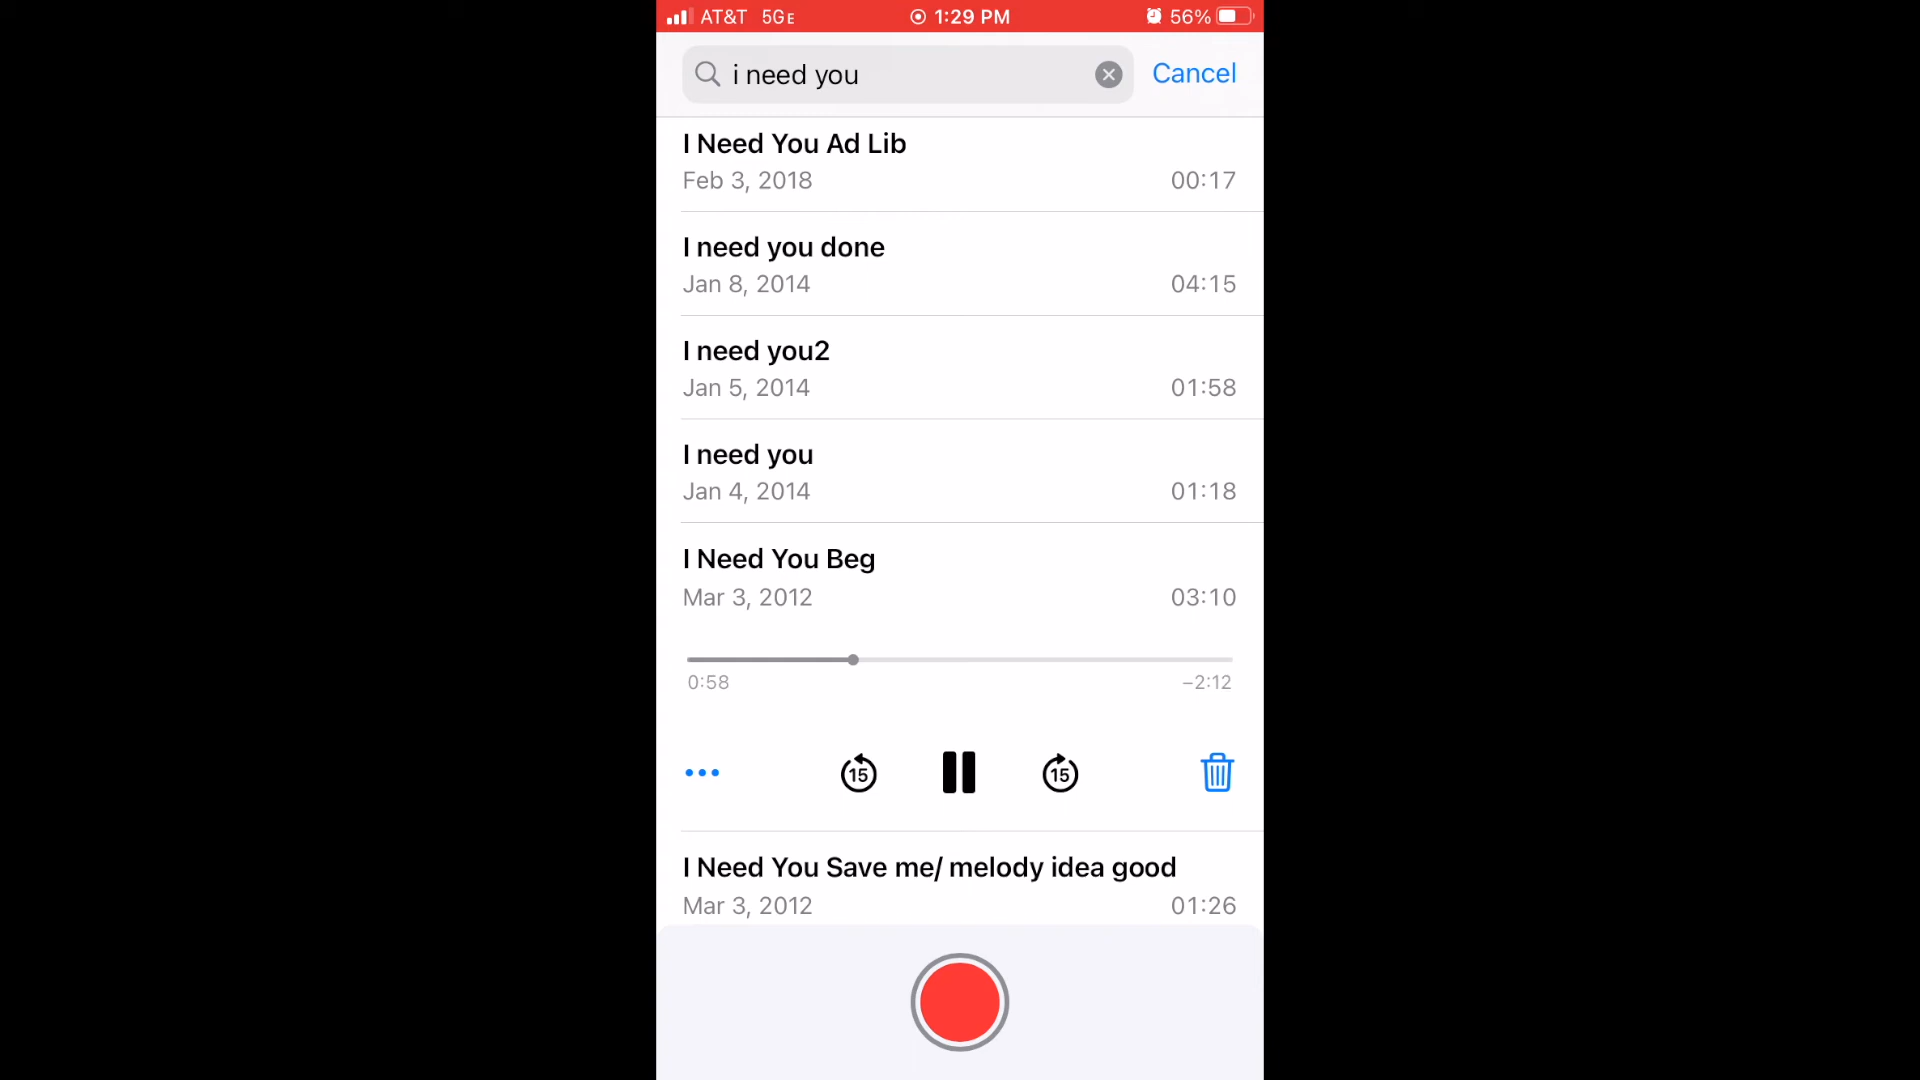 AT&T 5GE 1:29 PM 56%
i need you Cancel
I Need You Ad Lib
Feb 3, 2018 00:17
I need you done
Jan 8, 2014 04:15
I need you2
Jan 5, 2014 01:58
I need you
Jan 4, 2014 01:18
I Need You Beg
Mar 3, 2012 03:10
0:58 −2:12
15 15
I Need You Save me/ melody idea good
Mar 3, 2012 01:26